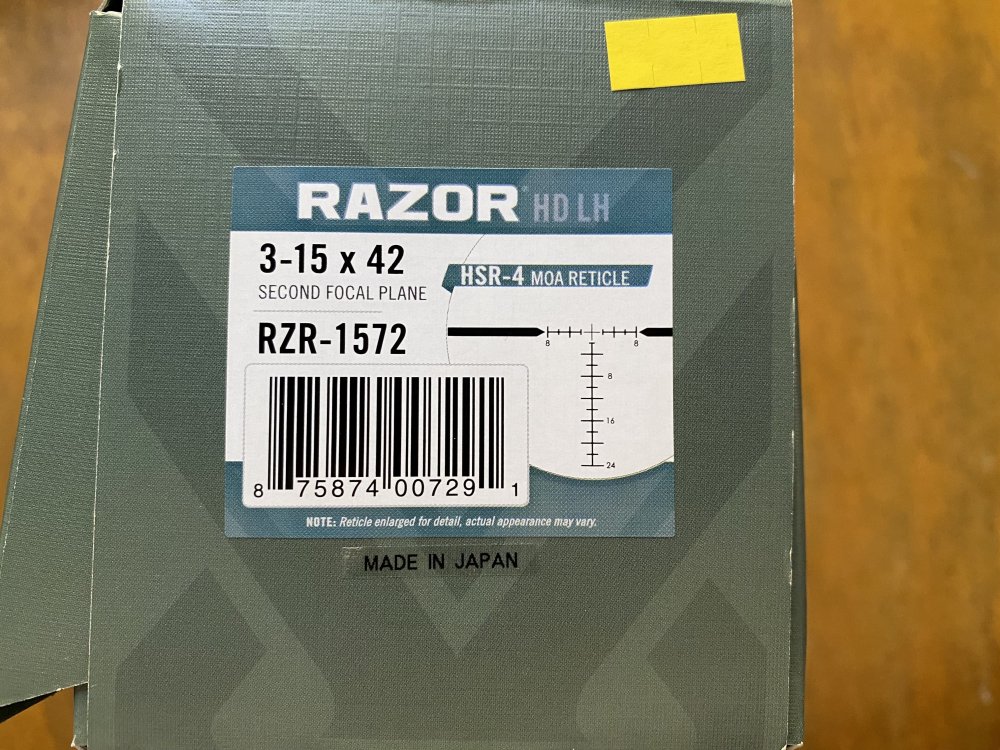 RAZOR® HD LH
3-15 x 42
SECOND FOCAL PLANE
HSR-4 MOA RETICLE
RZR-1572
8 8
8
16
24
8 75874 00729 1
NOTE: Reticle enlarged for detail, actual appearance may vary.
MADE IN JAPAN